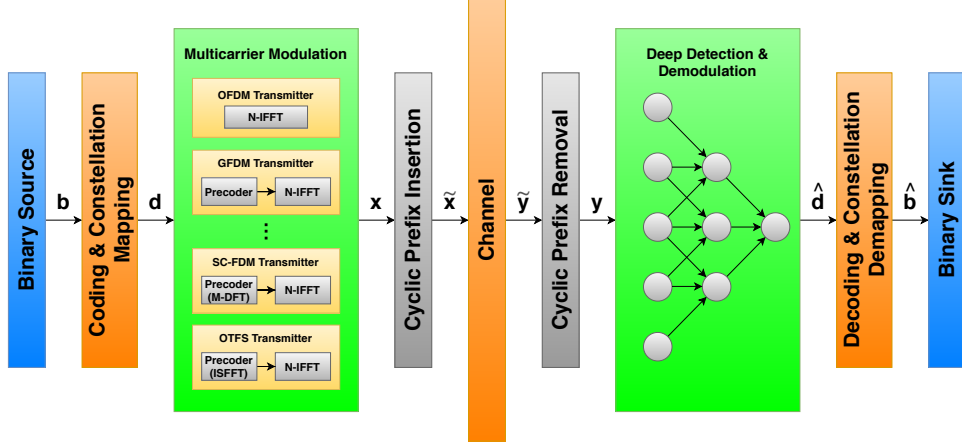 Binary Source
b
Coding & Constellation
Mapping
d
Multicarrier Modulation
OFDM Transmitter
N-IFFT
GFDM Transmitter
Precoder
N-IFFT
⋮
SC-FDM Transmitter
Precoder
(M-DFT)
N-IFFT
OTFS Transmitter
Precoder
(ISFFT)
N-IFFT
x
Cyclic Prefix Insertion
x̃
Channel
ỹ
Cyclic Prefix Removal
y
Deep Detection &
Demodulation
d̂
Decoding & Constellation
Demapping
b̂
Binary Sink